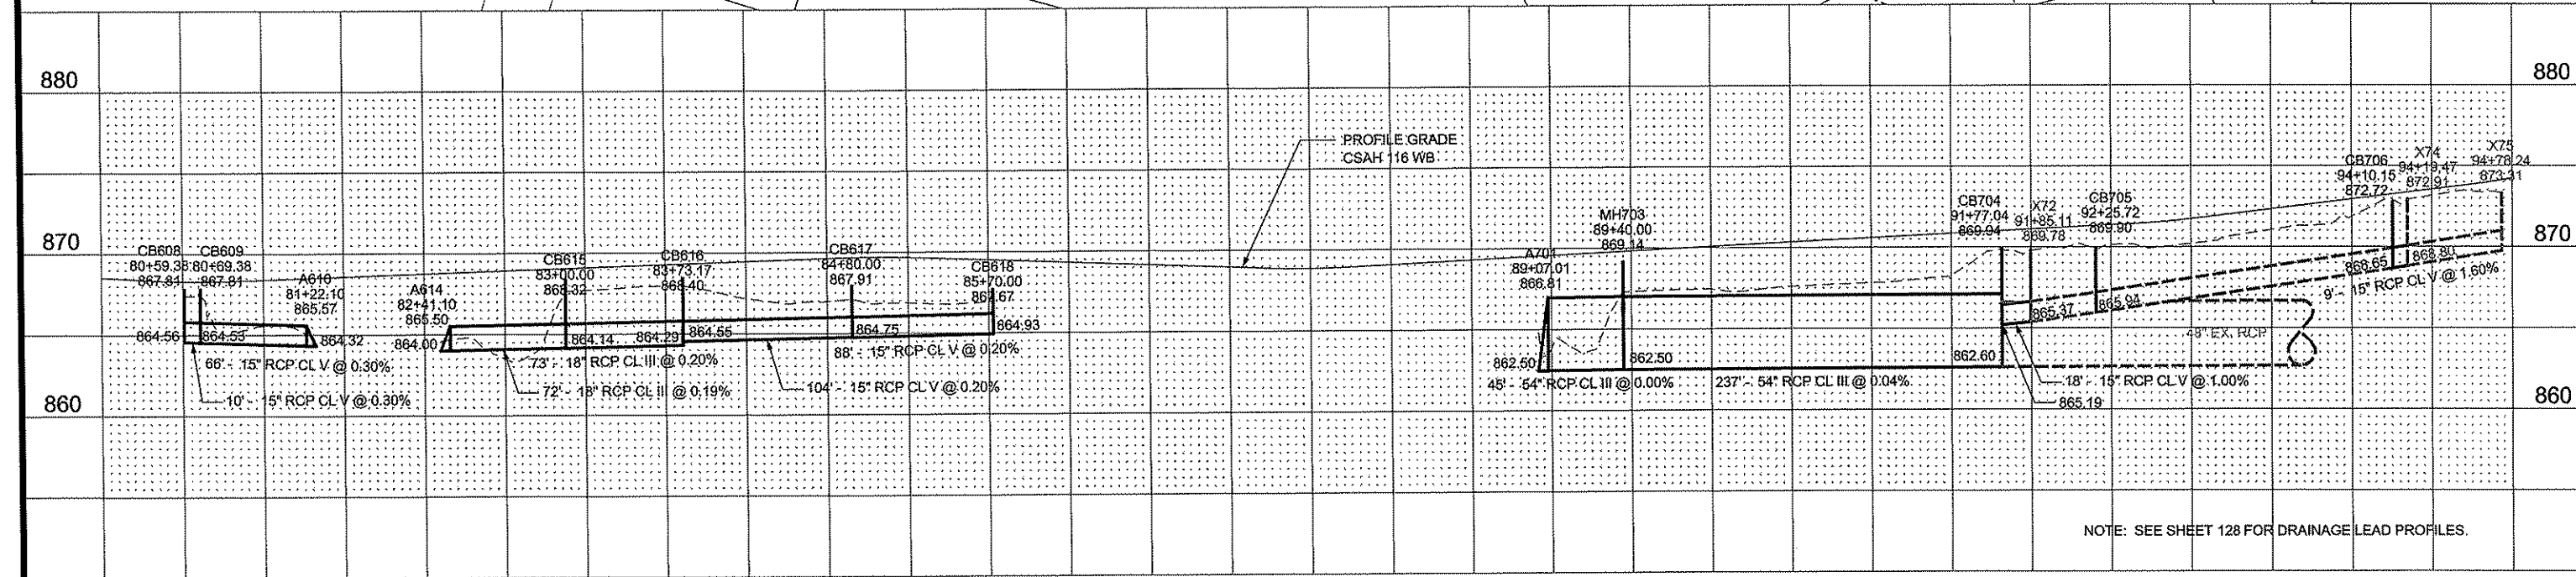 880
880
PROFILE GRADE
CSAH 116 WB
870
870
860
860
CB608
80+59.38
867.81
CB609
80+69.38
867.81
A610
81+22.10
865.57
864.56
864.53
864.32
66' - 15" RCP CL V @ 0.30%
10' - 15" RCP CL V @ 0.30%
A614
82+41.10
865.50
864.00
CB615
83+00.00
868.32
864.14
CB616
83+73.17
868.40
864.29
864.55
73' - 18" RCP CL III @ 0.20%
72' - 18" RCP CL III @ 0.19%
CB617
84+80.00
867.91
864.75
CB618
85+70.00
867.67
864.93
88' - 15" RCP CL V @ 0.20%
104' - 15" RCP CL V @ 0.20%
A701
89+07.01
866.81
862.50
MH703
89+40.00
869.14
862.50
45' - 54" RCP CL III @ 0.00%
237' - 54" RCP CL III @ 0.04%
CB704
91+77.04
869.94
862.60
X72
91+85.11
869.78
865.37
CB705
92+25.72
869.90
865.94
18' - 15" RCP CL V @ 1.00%
865.19
48" EX. RCP
CB706
94+10.15
872.72
868.65
X74
94+19.47
872.91
868.80
X75
94+78.24
873.31
9' - 15" RCP CL V @ 1.60%
NOTE: SEE SHEET 128 FOR DRAINAGE LEAD PROFILES.